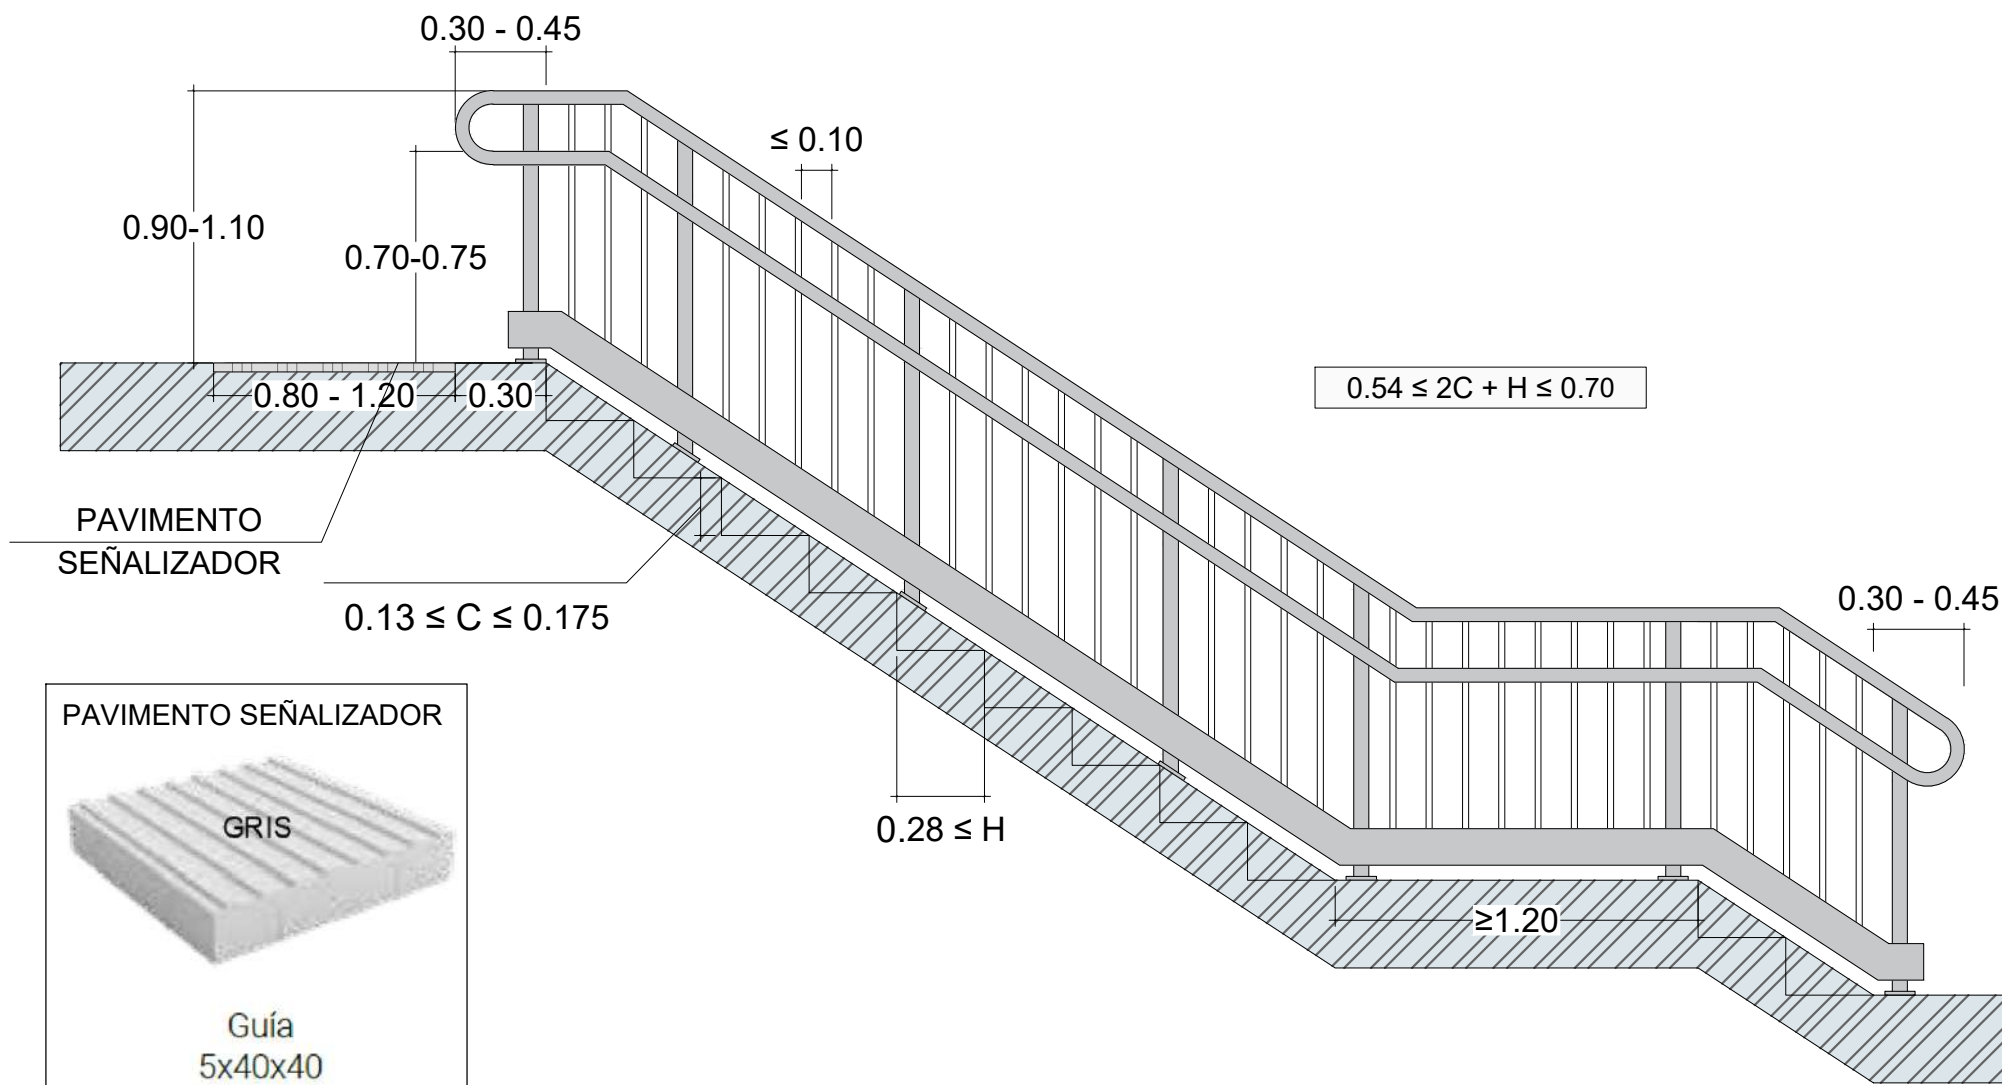 0.30 - 0.45
≤ 0.10
0.90-1.10
0.70-0.75
0.80 - 1.20
0.30
0.54 ≤ 2C + H ≤ 0.70
PAVIMENTO
SEÑALIZADOR
0.13 ≤ C ≤ 0.175
0.30 - 0.45
PAVIMENTO SEÑALIZADOR
GRIS
0.28 ≤ H
≥1.20
Guía
5x40x40